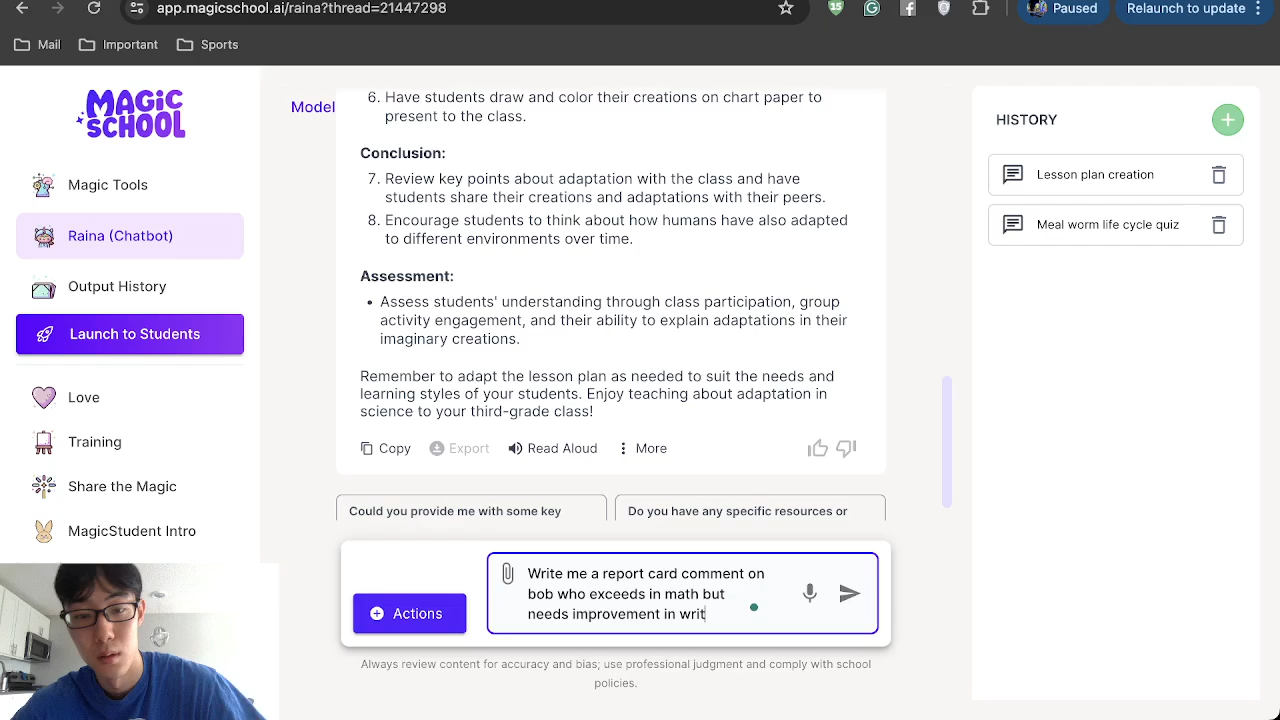 app.magicschool.ai/raina?thread=21447298
Paused
Relaunch to update
Mail
Important
Sports
MAGIC
SCHOOL
Magic Tools
Raina (Chatbot)
Output History
Launch to Students
Love
Training
Share the Magic
MagicStudent Intro
Model
6. Have students draw and color their creations on chart paper to
present to the class.
Conclusion:
7. Review key points about adaptation with the class and have
students share their creations and adaptations with their peers.
8. Encourage students to think about how humans have also adapted
to different environments over time.
Assessment:
• Assess students' understanding through class participation, group
activity engagement, and their ability to explain adaptations in their
imaginary creations.
Remember to adapt the lesson plan as needed to suit the needs and
learning styles of your students. Enjoy teaching about adaptation in
science to your third-grade class!
Copy
Export
Read Aloud
More
Could you provide me with some key
Do you have any specific resources or
Actions
Write me a report card comment on
bob who exceeds in math but
needs improvement in writ
Always review content for accuracy and bias; use professional judgment and comply with school
policies.
HISTORY
Lesson plan creation
Meal worm life cycle quiz